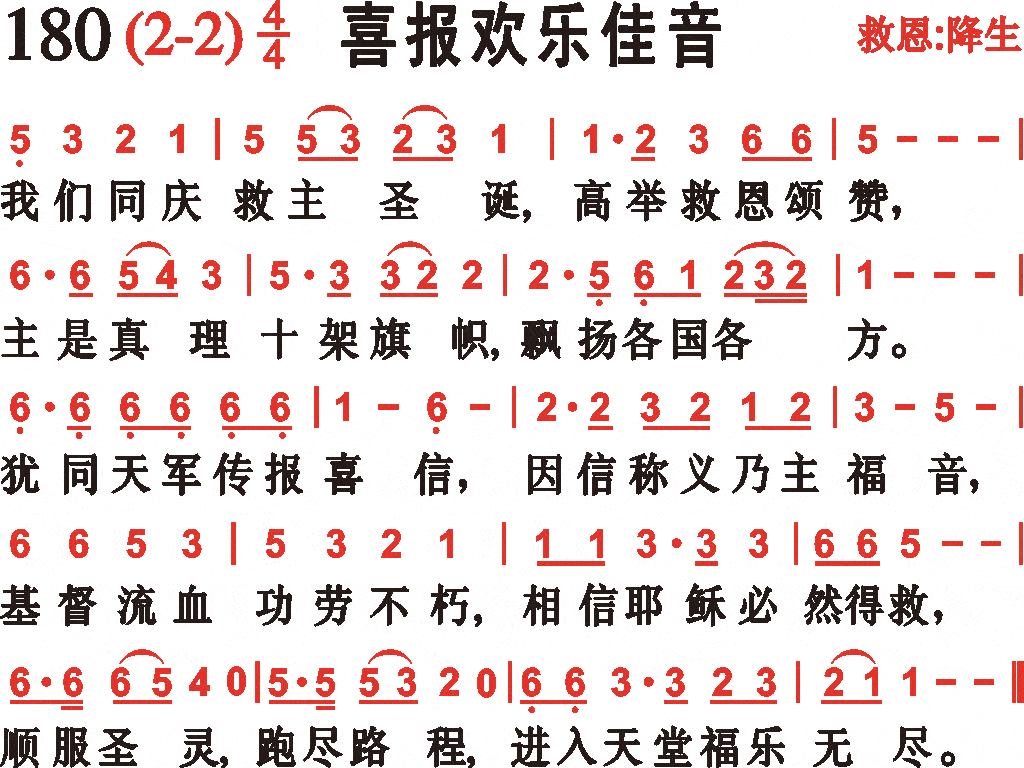 180 (2-2) 4/4 喜报欢乐佳音 救恩:降生
5 3 2 1 | 5 5 3 2 3 1 | 1·2 3 6 6 | 5 - - - |
我们同庆 救主 圣 诞, 高举救恩颂 赞,
6·6 5 4 3 | 5·3 3 2 2 | 2·5 6 1 2 3 2 | 1 - - - |
主是真 理 十架旗 帜, 飘扬各国各 方。
6·6 6 6 6 6 | 1 - 6 - | 2·2 3 2 1 2 | 3 - 5 - |
犹同天军传报喜 信, 因信称义乃主福 音,
6 6 5 3 | 5 3 2 1 | 1 1 3·3 3 | 6 6 5 - - |
基督流血 功劳不朽, 相信耶 稣必 然得救,
6·6 6 5 4 0 | 5·5 5 3 2 0 | 6 6 3·3 2 3 | 2 1 1 - - ‖
顺服圣 灵, 跑尽路 程, 进入天堂福乐 无 尽。